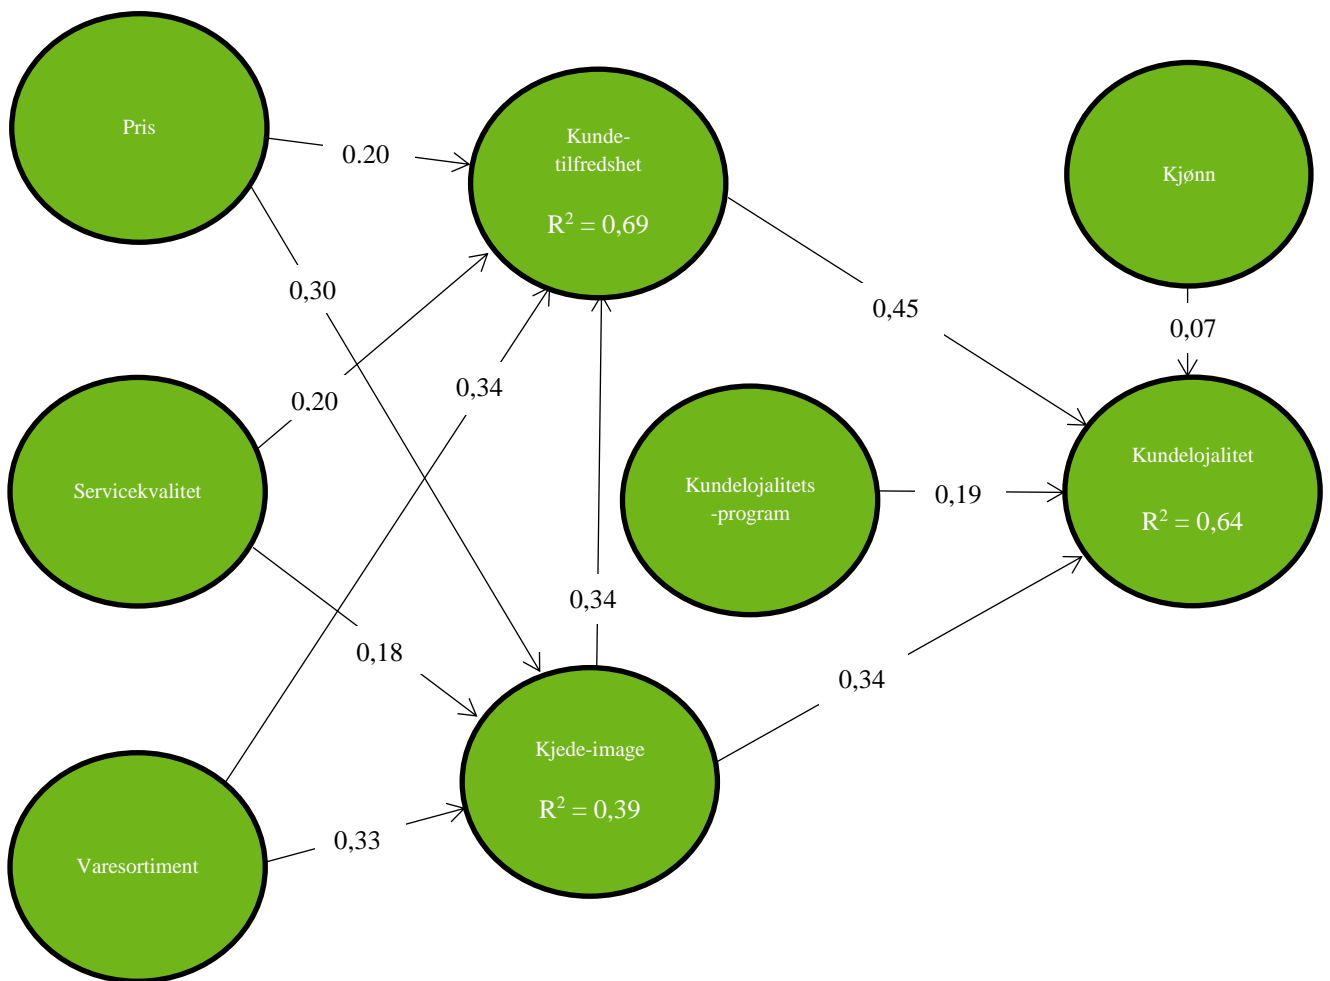 Pris
0.20
Kunde-
tilfredshet
R² = 0,69
Kjønn
0,30
0,45
0,07
0,20
0,34
Servicekvalitet
Kundelojalitets
-program
0,19
Kundelojalitet
R² = 0,64
0,18
0,34
0,34
Kjede-image
R² = 0,39
Varesortiment
0,33